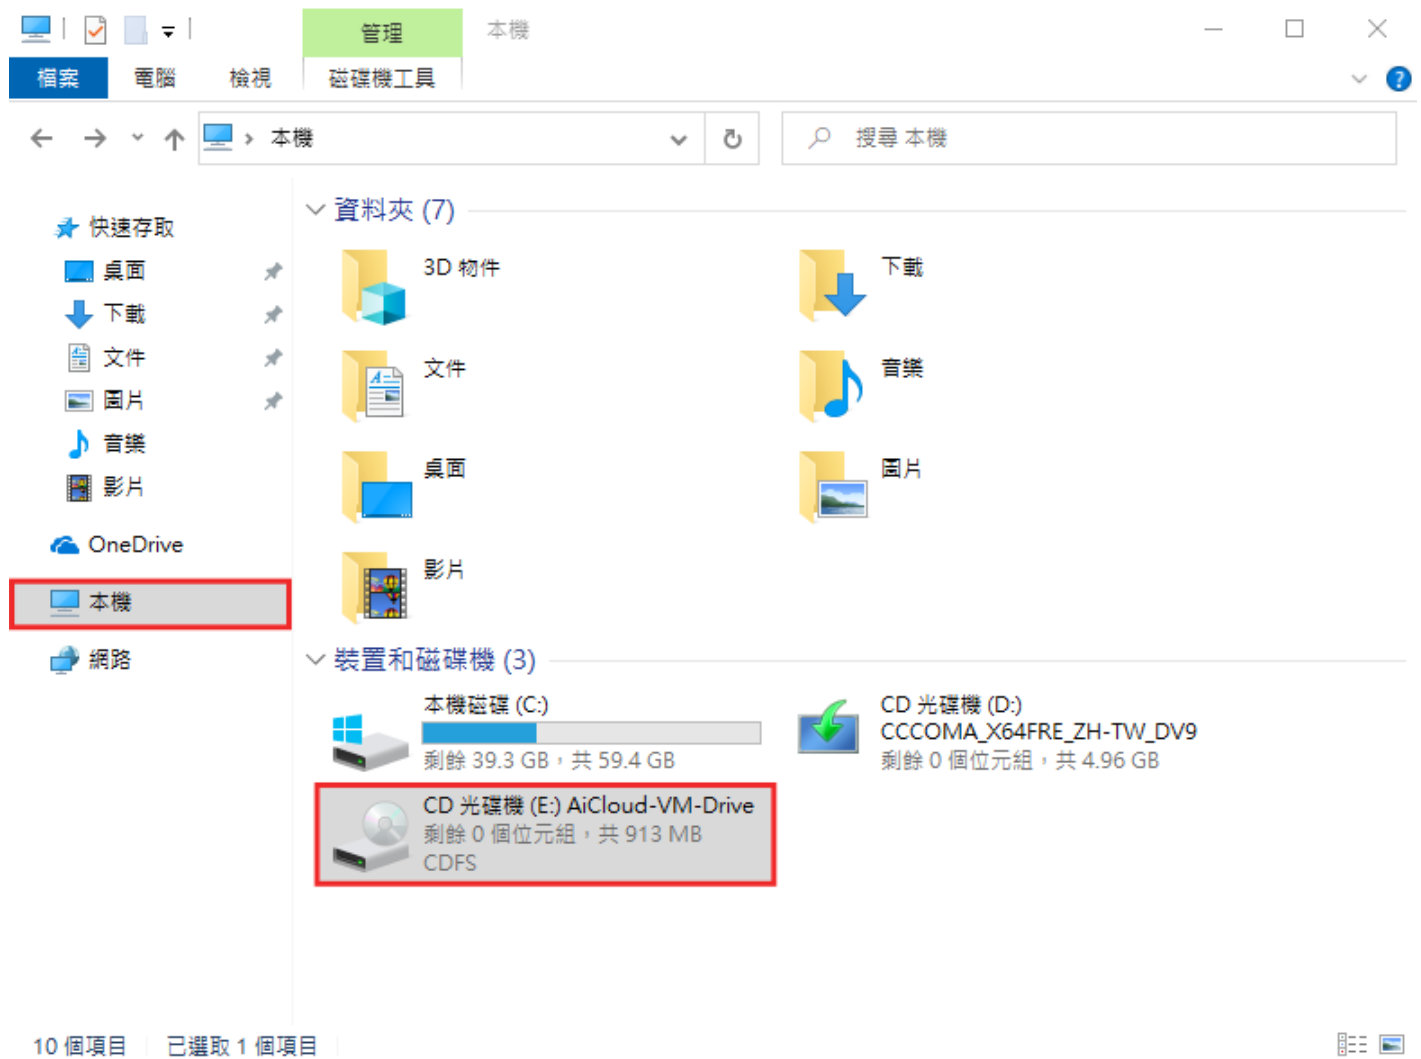 管理
本機
檔案
電腦
檢視
磁碟機工具
本機
搜尋 本機
快速存取
桌面
下載
文件
圖片
音樂
影片
OneDrive
本機
網路
資料夾 (7)
3D 物件
下載
文件
音樂
桌面
圖片
影片
裝置和磁碟機 (3)
本機磁碟 (C:)
剩餘 39.3 GB，共 59.4 GB
CD 光碟機 (D:)
CCCOMA_X64FRE_ZH-TW_DV9
剩餘 0 個位元組，共 4.96 GB
CD 光碟機 (E:) AiCloud-VM-Drive
剩餘 0 個位元組，共 913 MB
CDFS
10 個項目
已選取 1 個項目